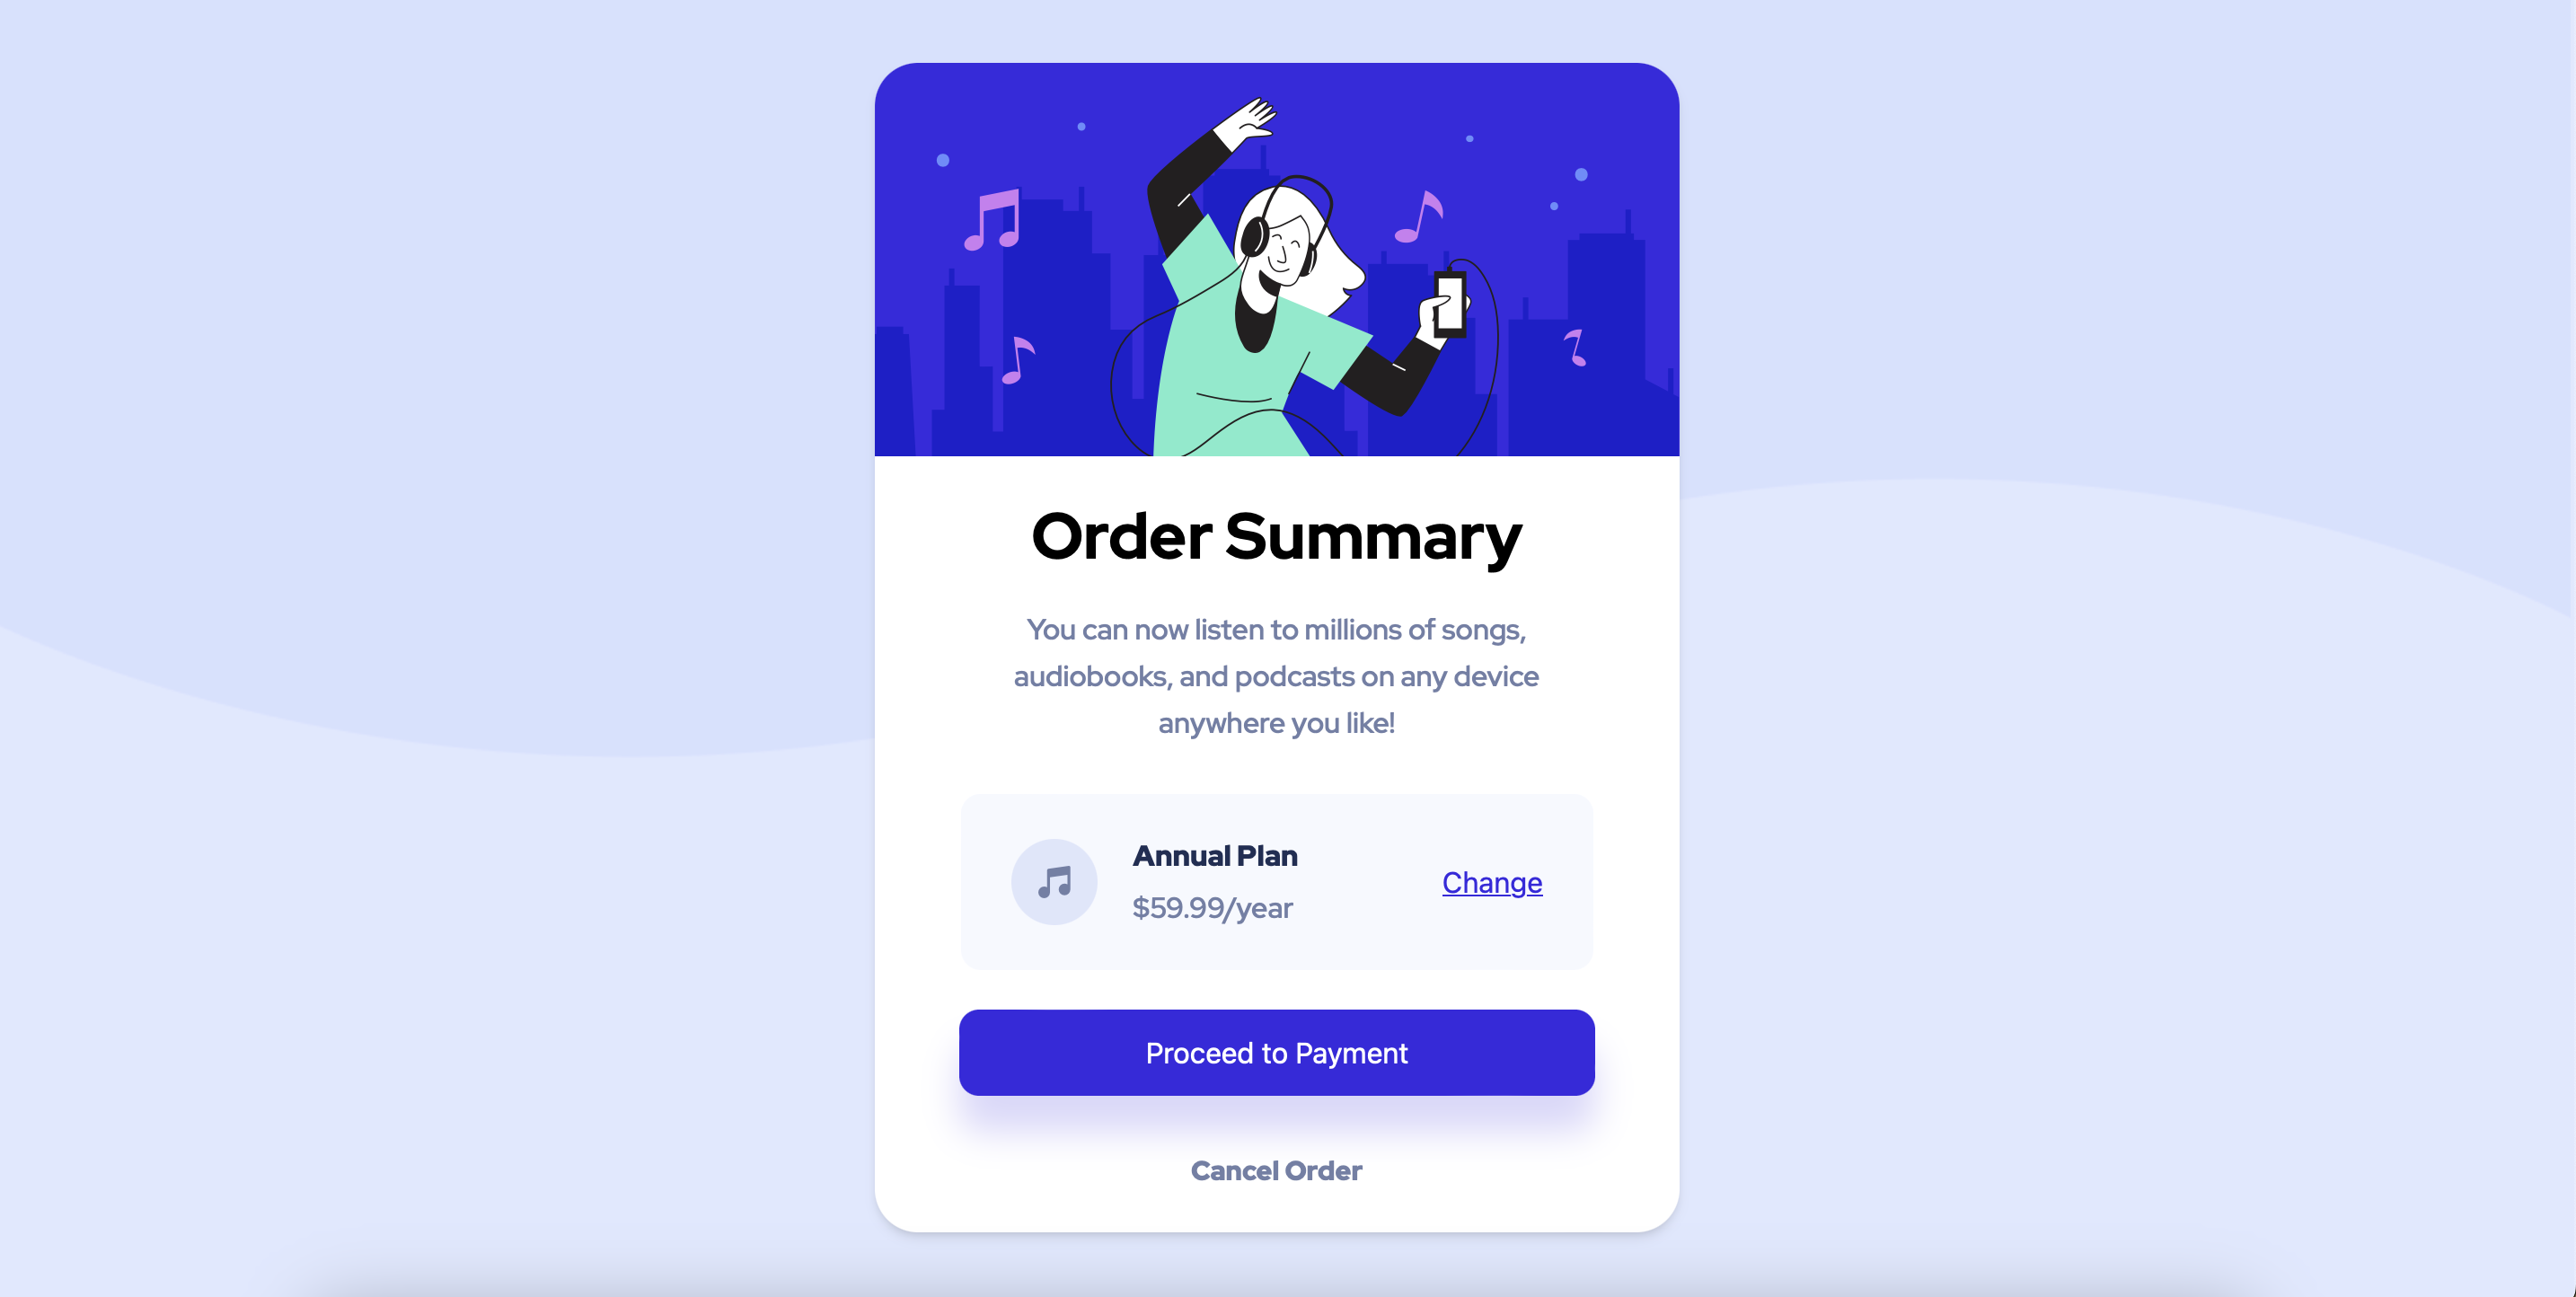 Order Summary
You can now listen to millions of songs,
audiobooks, and podcasts on any device
anywhere you like!
Annual Plan
$59.99/year
Change
Proceed to Payment
Cancel Order